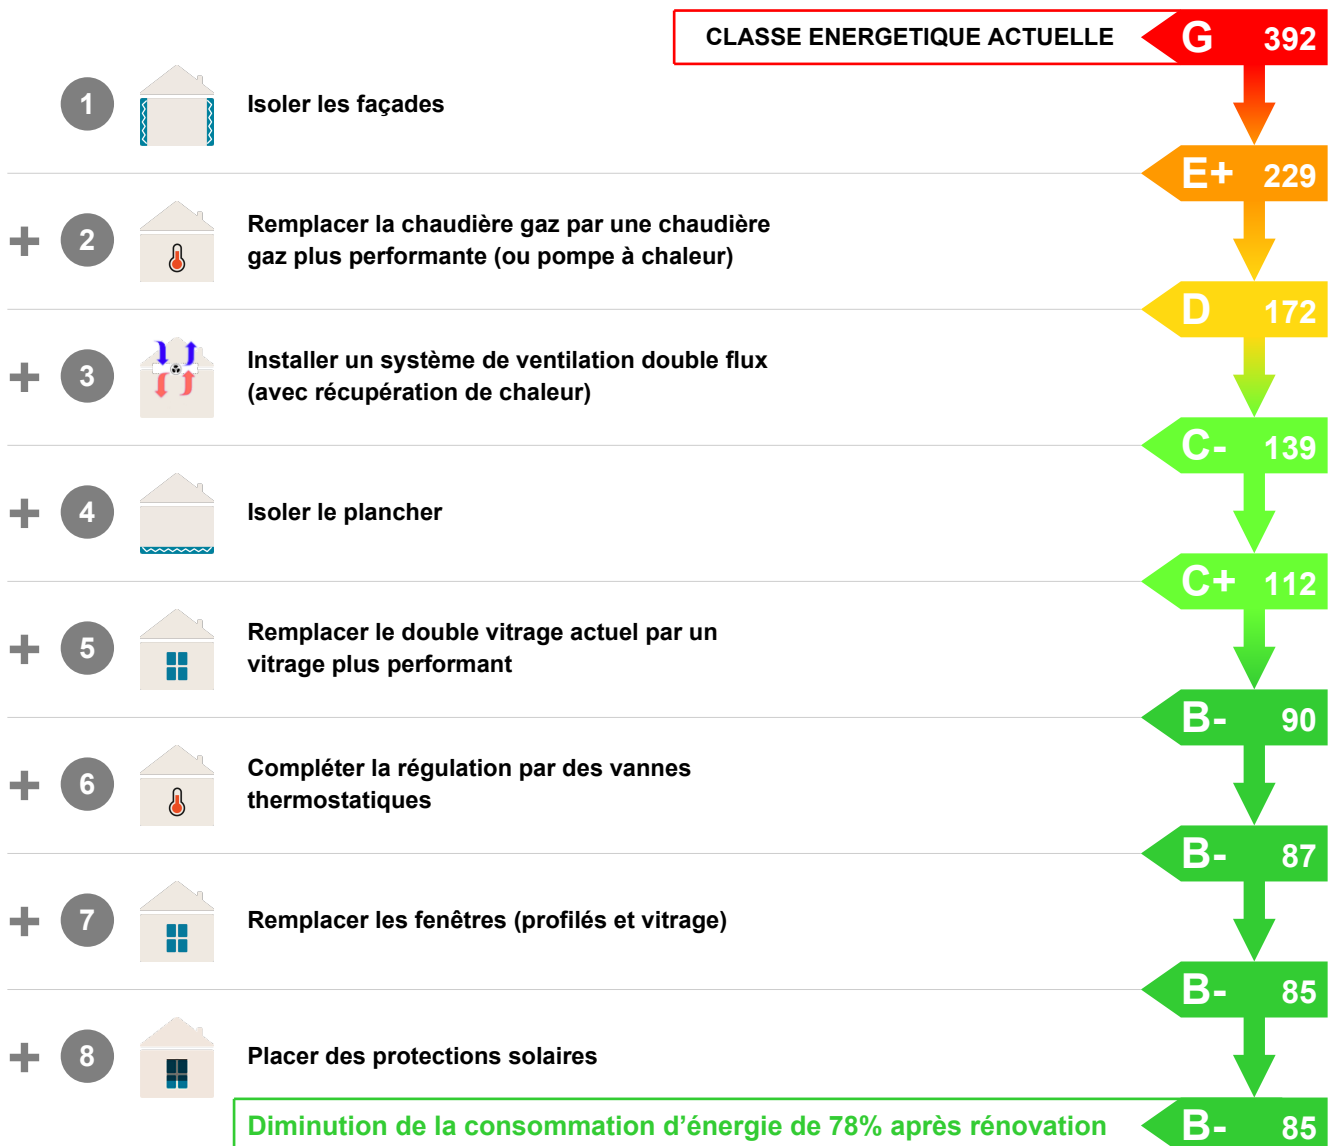 CLASSE ENERGETIQUE ACTUELLE G 392
1 Isoler les façades
E+ 229
+ 2 Remplacer la chaudière gaz par une chaudière
gaz plus performante (ou pompe à chaleur)
D 172
+ 3 Installer un système de ventilation double flux
(avec récupération de chaleur)
C- 139
+ 4 Isoler le plancher
C+ 112
+ 5 Remplacer le double vitrage actuel par un
vitrage plus performant
B- 90
+ 6 Compléter la régulation par des vannes
thermostatiques
B- 87
+ 7 Remplacer les fenêtres (profilés et vitrage)
B- 85
+ 8 Placer des protections solaires
Diminution de la consommation d’énergie de 78% après rénovation B- 85